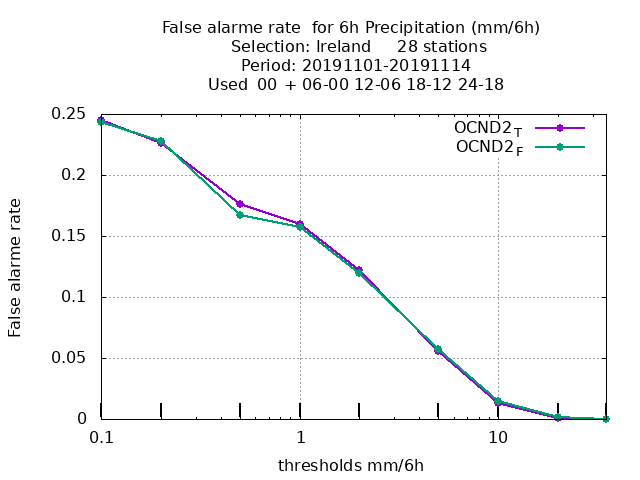 False alarme rate  for 6h Precipitation (mm/6h)
Selection: Ireland     28 stations
Period: 20191101-20191114
Used  00  + 06-00 12-06 18-12 24-18
OCND2T
OCND2F
False alarme rate
0.25
0.2
0.15
0.1
0.05
0
0.1 1 10
thresholds mm/6h